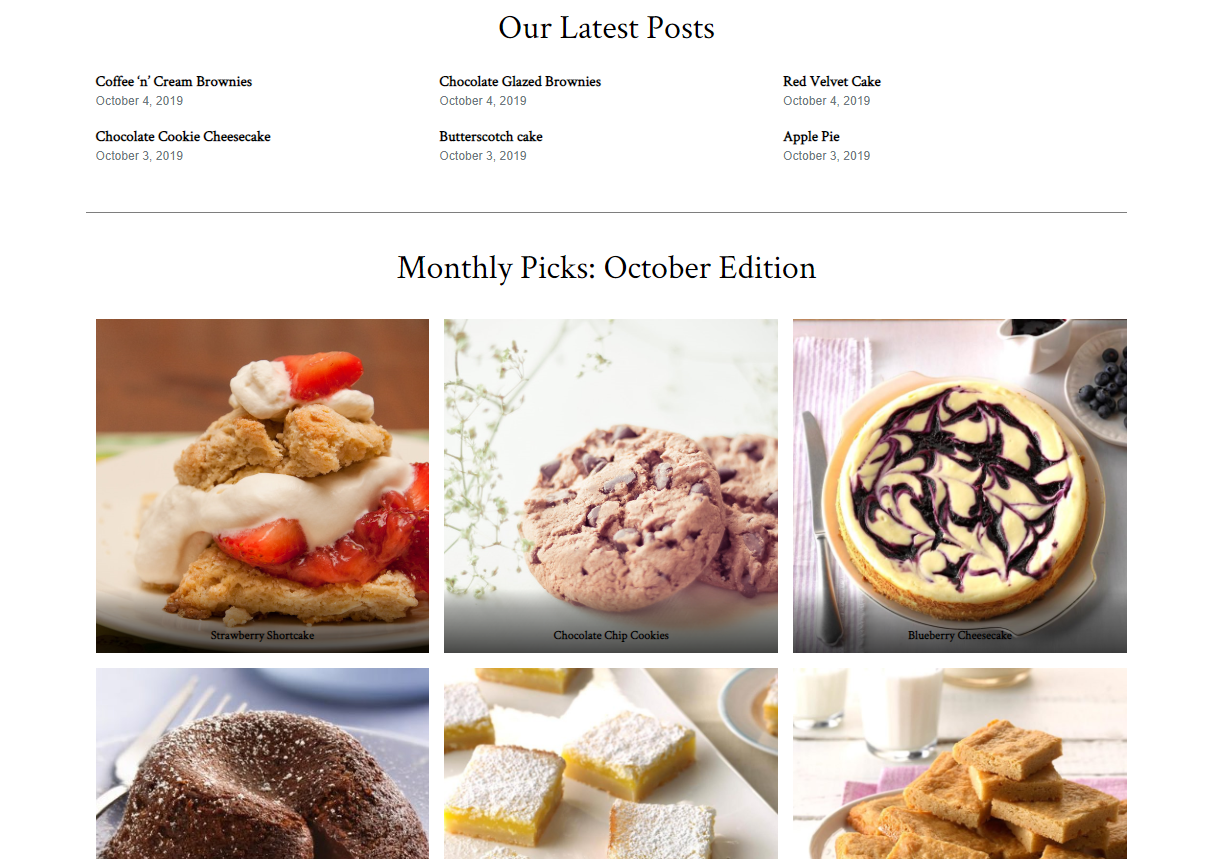 Our Latest Posts
Coffee ‘n’ Cream Brownies
October 4, 2019
Chocolate Glazed Brownies
October 4, 2019
Red Velvet Cake
October 4, 2019
Chocolate Cookie Cheesecake
October 3, 2019
Butterscotch cake
October 3, 2019
Apple Pie
October 3, 2019
Monthly Picks: October Edition
Strawberry Shortcake
Chocolate Chip Cookies
Blueberry Cheesecake